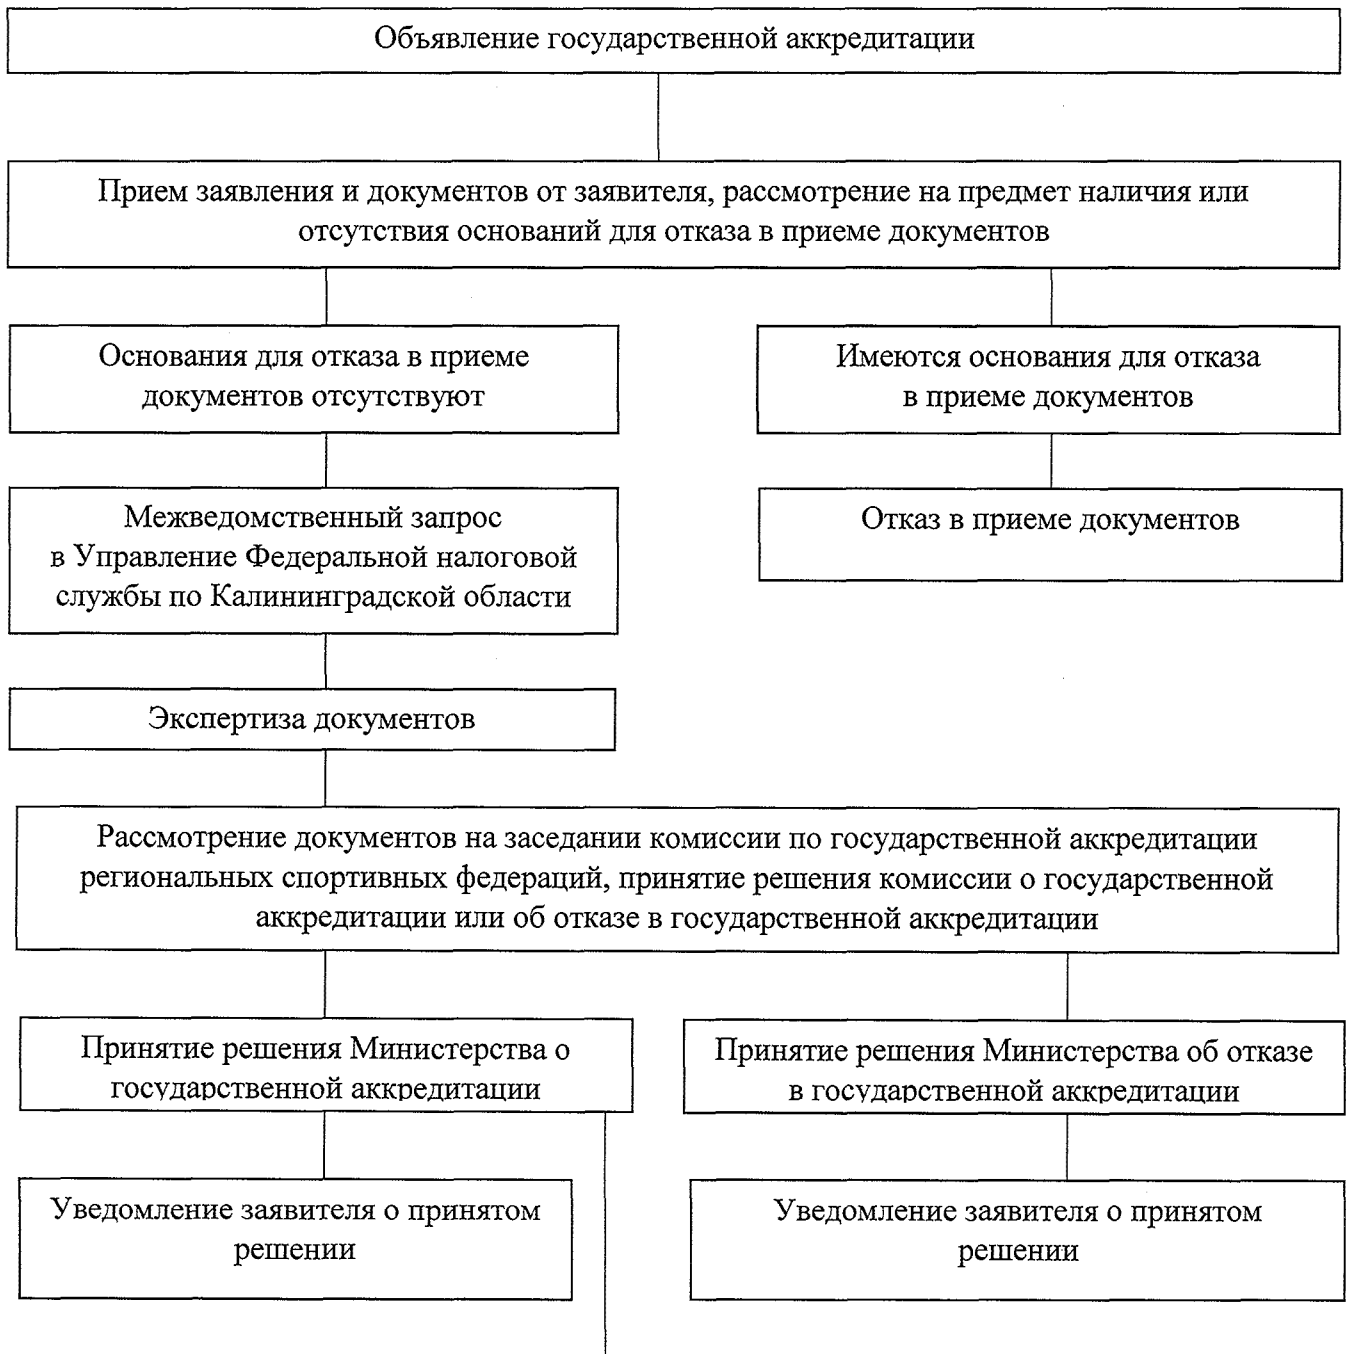 Объявление государственной аккредитации
Прием заявления и документов от заявителя, рассмотрение на предмет наличия или
отсутствия оснований для отказа в приеме документов
Основания для отказа в приеме
документов отсутствуют
Имеются основания для отказа
в приеме документов
Межведомственный запрос
в Управление Федеральной налоговой
службы по Калининградской области
Отказ в приеме документов
Экспертиза документов
Рассмотрение документов на заседании комиссии по государственной аккредитации
региональных спортивных федераций, принятие решения комиссии о государственной
аккредитации или об отказе в государственной аккредитации
Принятие решения Министерства о
государственной аккредитации
Принятие решения Министерства об отказе
в государственной аккредитации
Уведомление заявителя о принятом
решении
Уведомление заявителя о принятом
решении